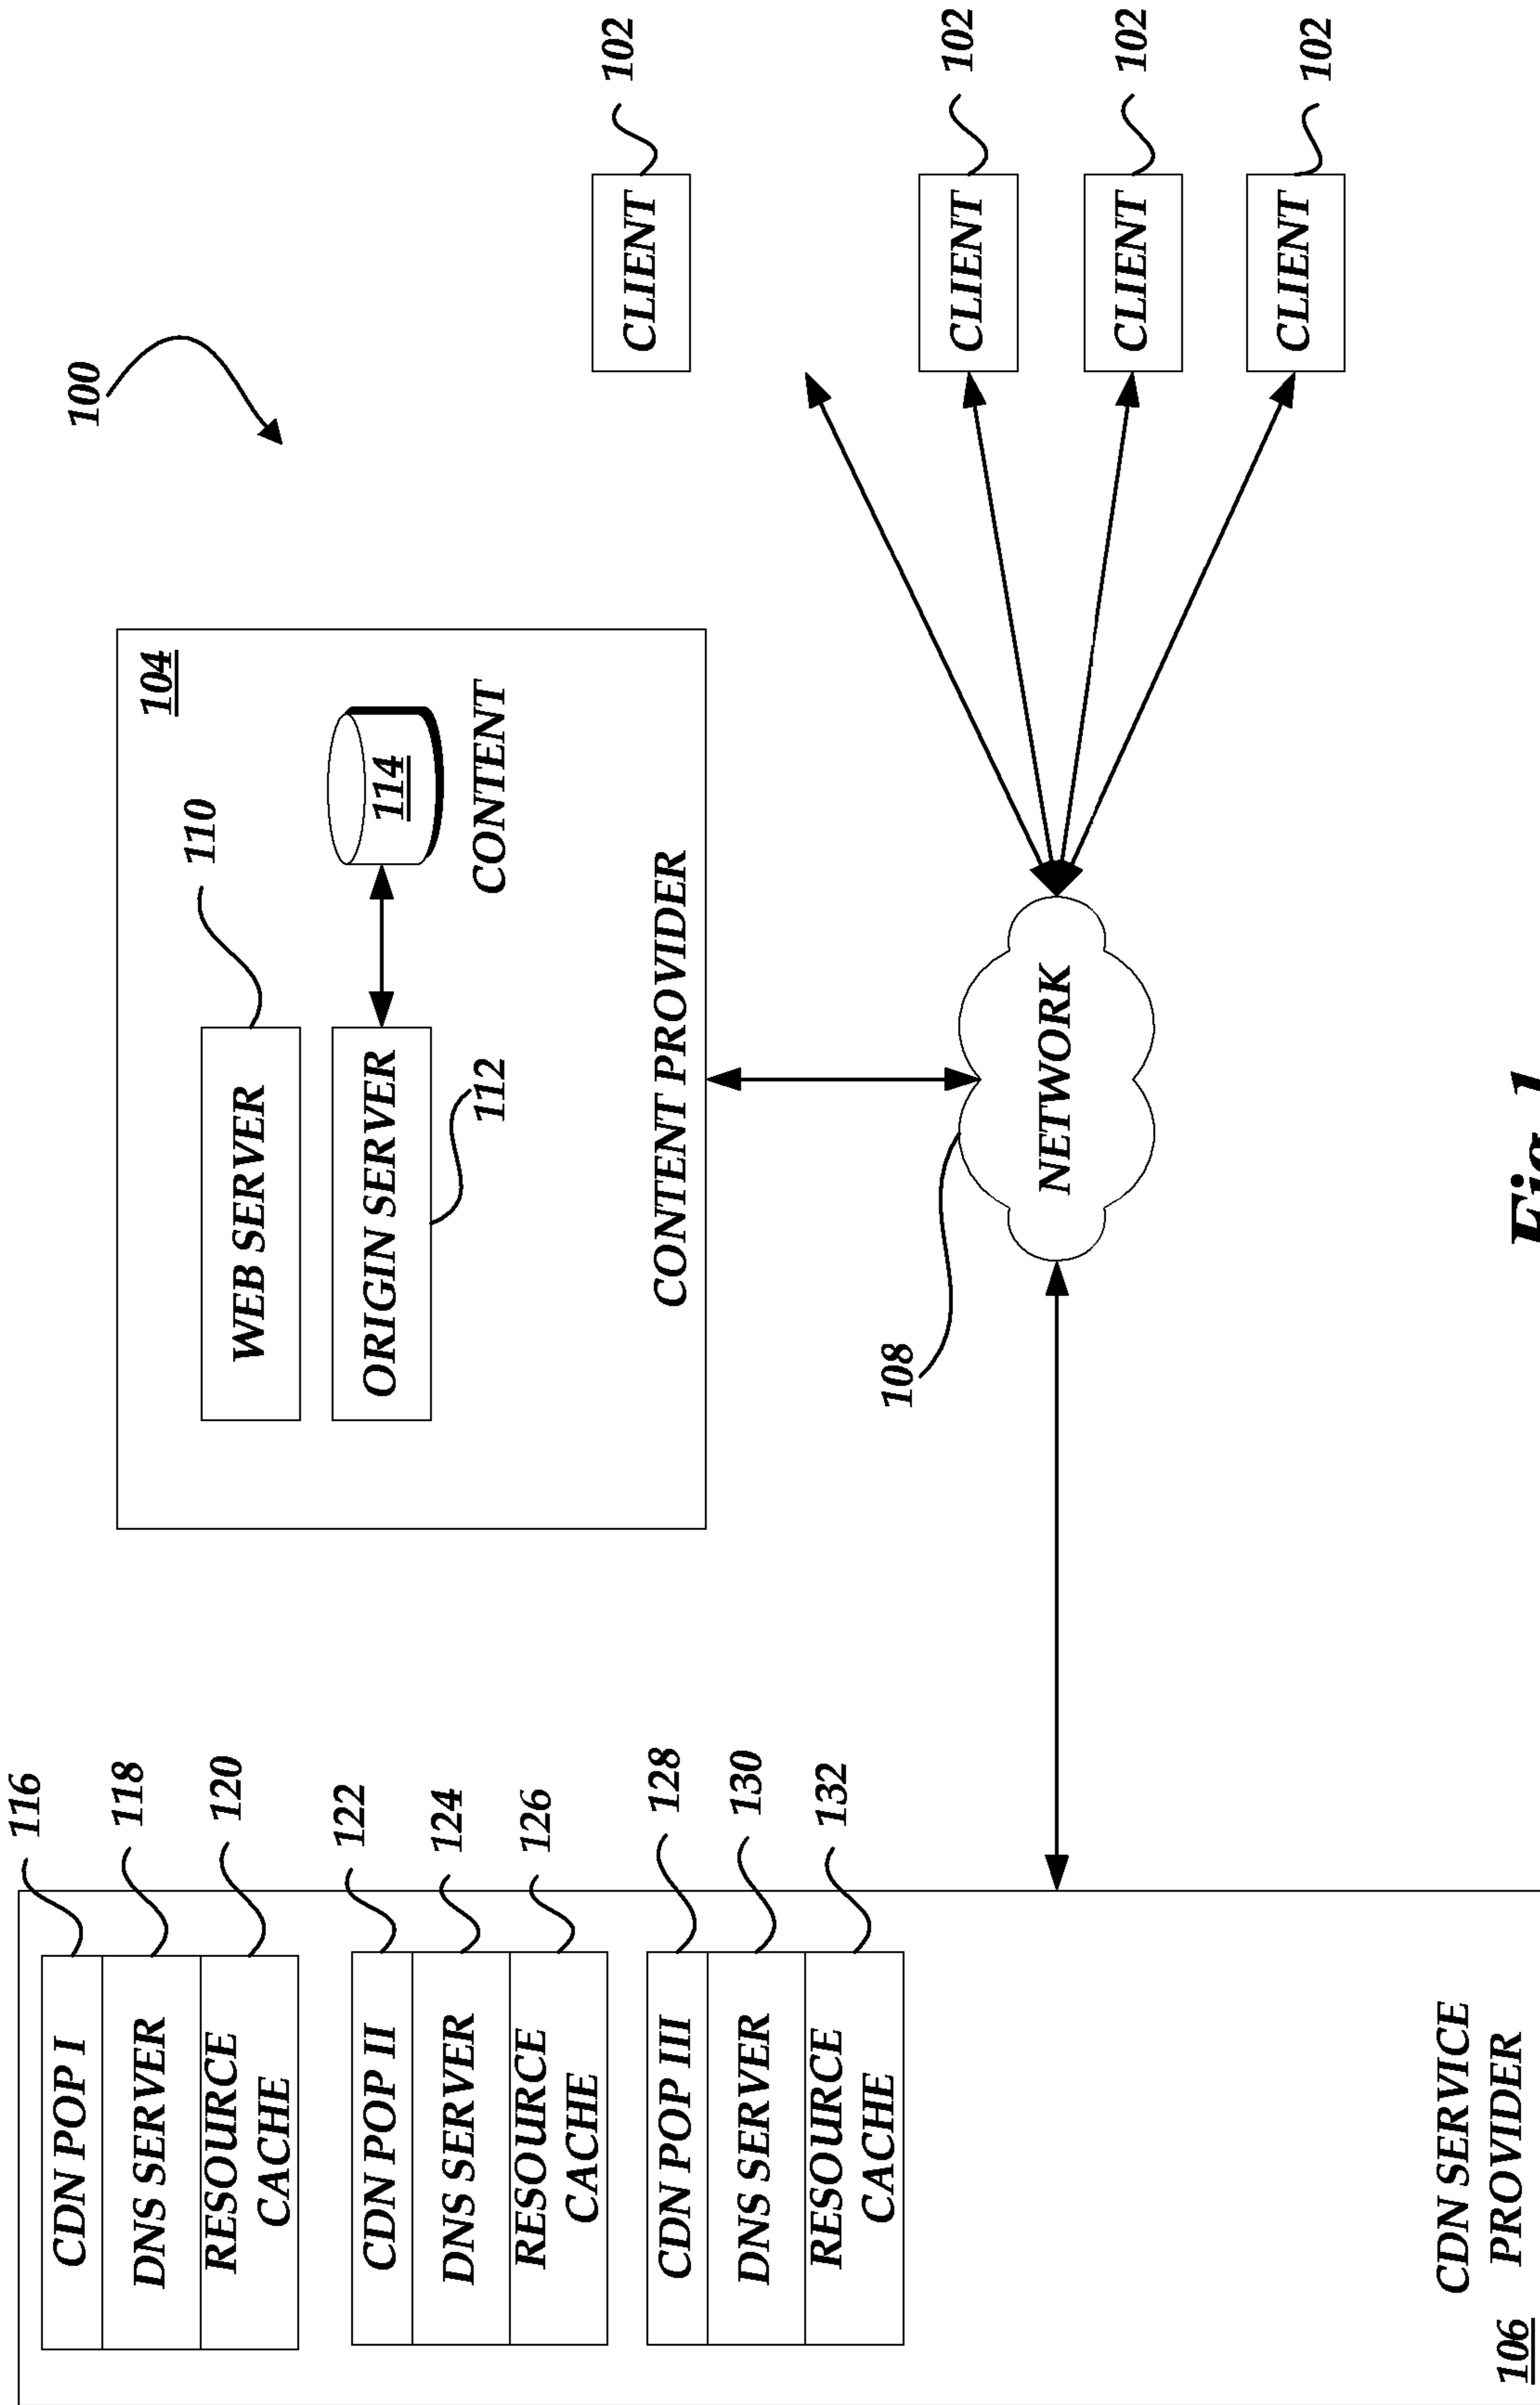 100
104
110
WEB SERVER
ORIGIN SERVER
112
114
CONTENT
CONTENT PROVIDER
CLIENT
102
CLIENT
102
CLIENT
102
CLIENT
102
108
NETWORK
116
CDN POP I
118
DNS SERVER
120
RESOURCE
CACHE
122
CDN POP II
124
DNS SERVER
126
RESOURCE
CACHE
128
CDN POP III
130
DNS SERVER
132
RESOURCE
CACHE
CDN SERVICE
PROVIDER
106